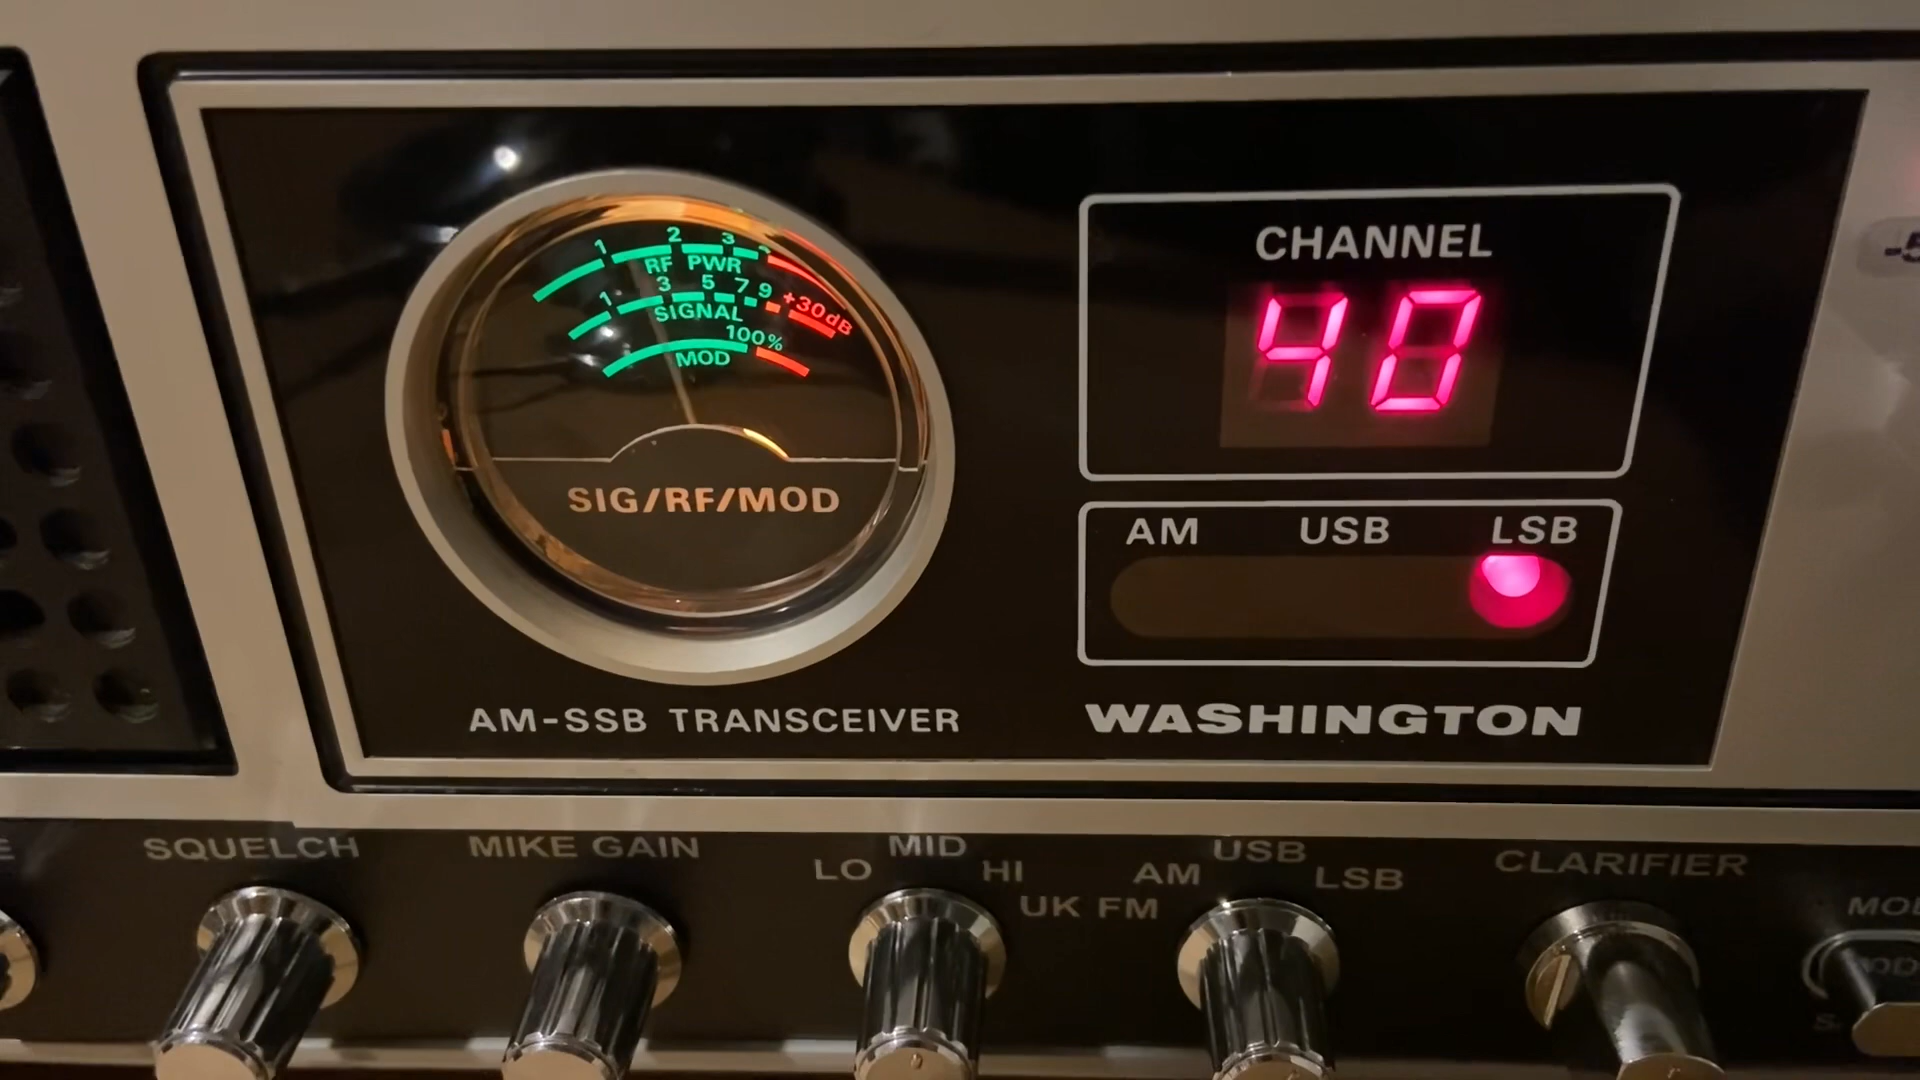 1 2 3
RF PWR
1 3 5 7 9 +30dB
SIGNAL
100%
MOD
SIG/RF/MOD
AM-SSB TRANSCEIVER
CHANNEL
40
AM USB LSB
WASHINGTON
SQUELCH
MIKE GAIN
LO MID HI
UK FM AM USB LSB
CLARIFIER